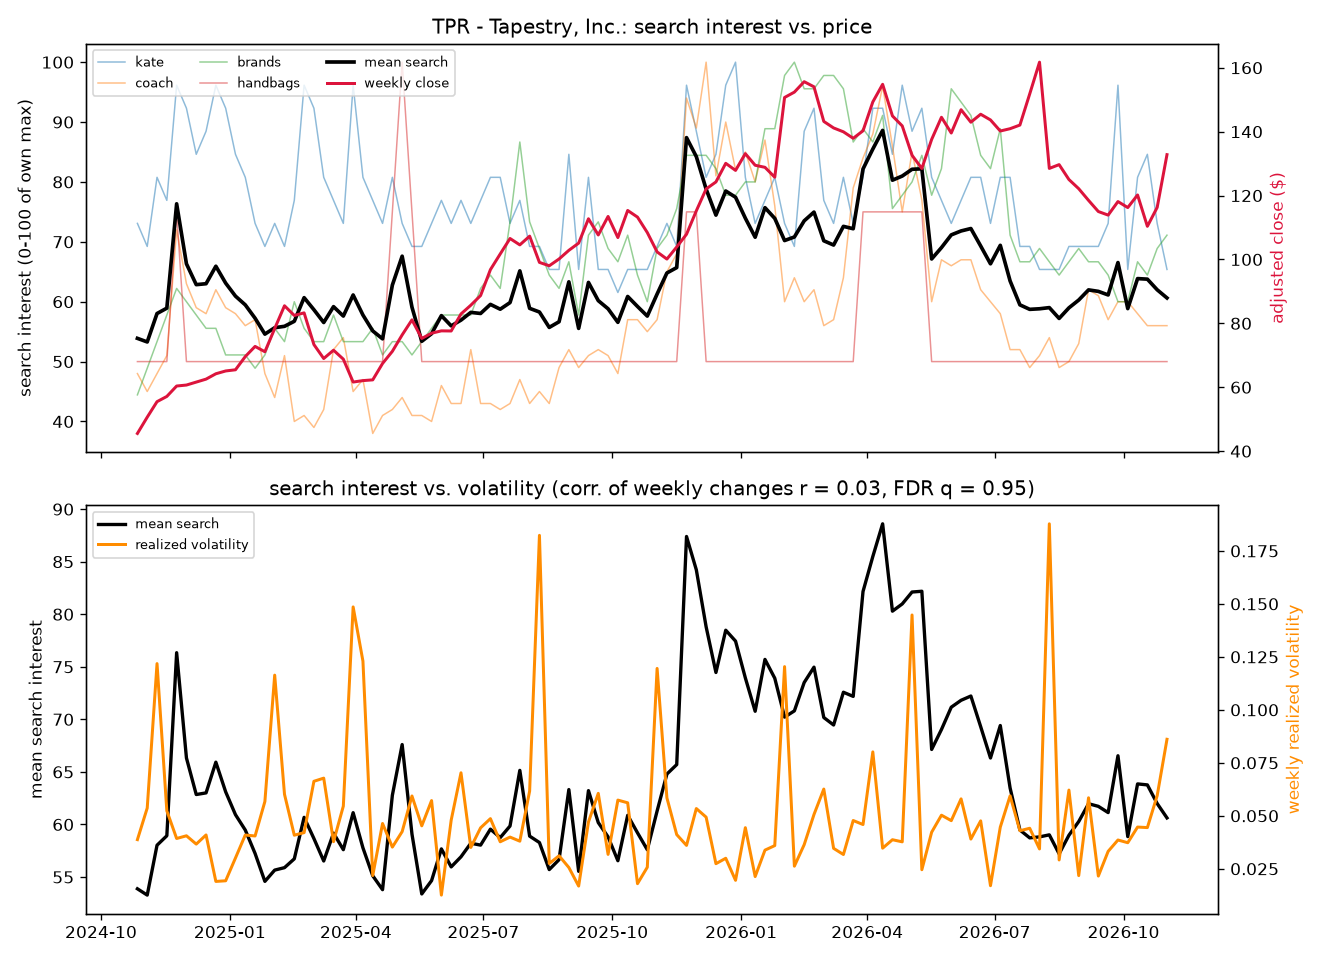 TPR - Tapestry, Inc.: search interest vs. price
kate
coach
brands
handbags
mean search
weekly close
search interest (0-100 of own max)
100
90
80
70
60
50
40
adjusted close ($)
160
140
120
100
80
60
40
search interest vs. volatility (corr. of weekly changes r = 0.03, FDR q = 0.95)
mean search
realized volatility
mean search interest
90
85
80
75
70
65
60
55
weekly realized volatility
0.175
0.150
0.125
0.100
0.075
0.050
0.025
2024-10
2025-01
2025-04
2025-07
2025-10
2026-01
2026-04
2026-07
2026-10